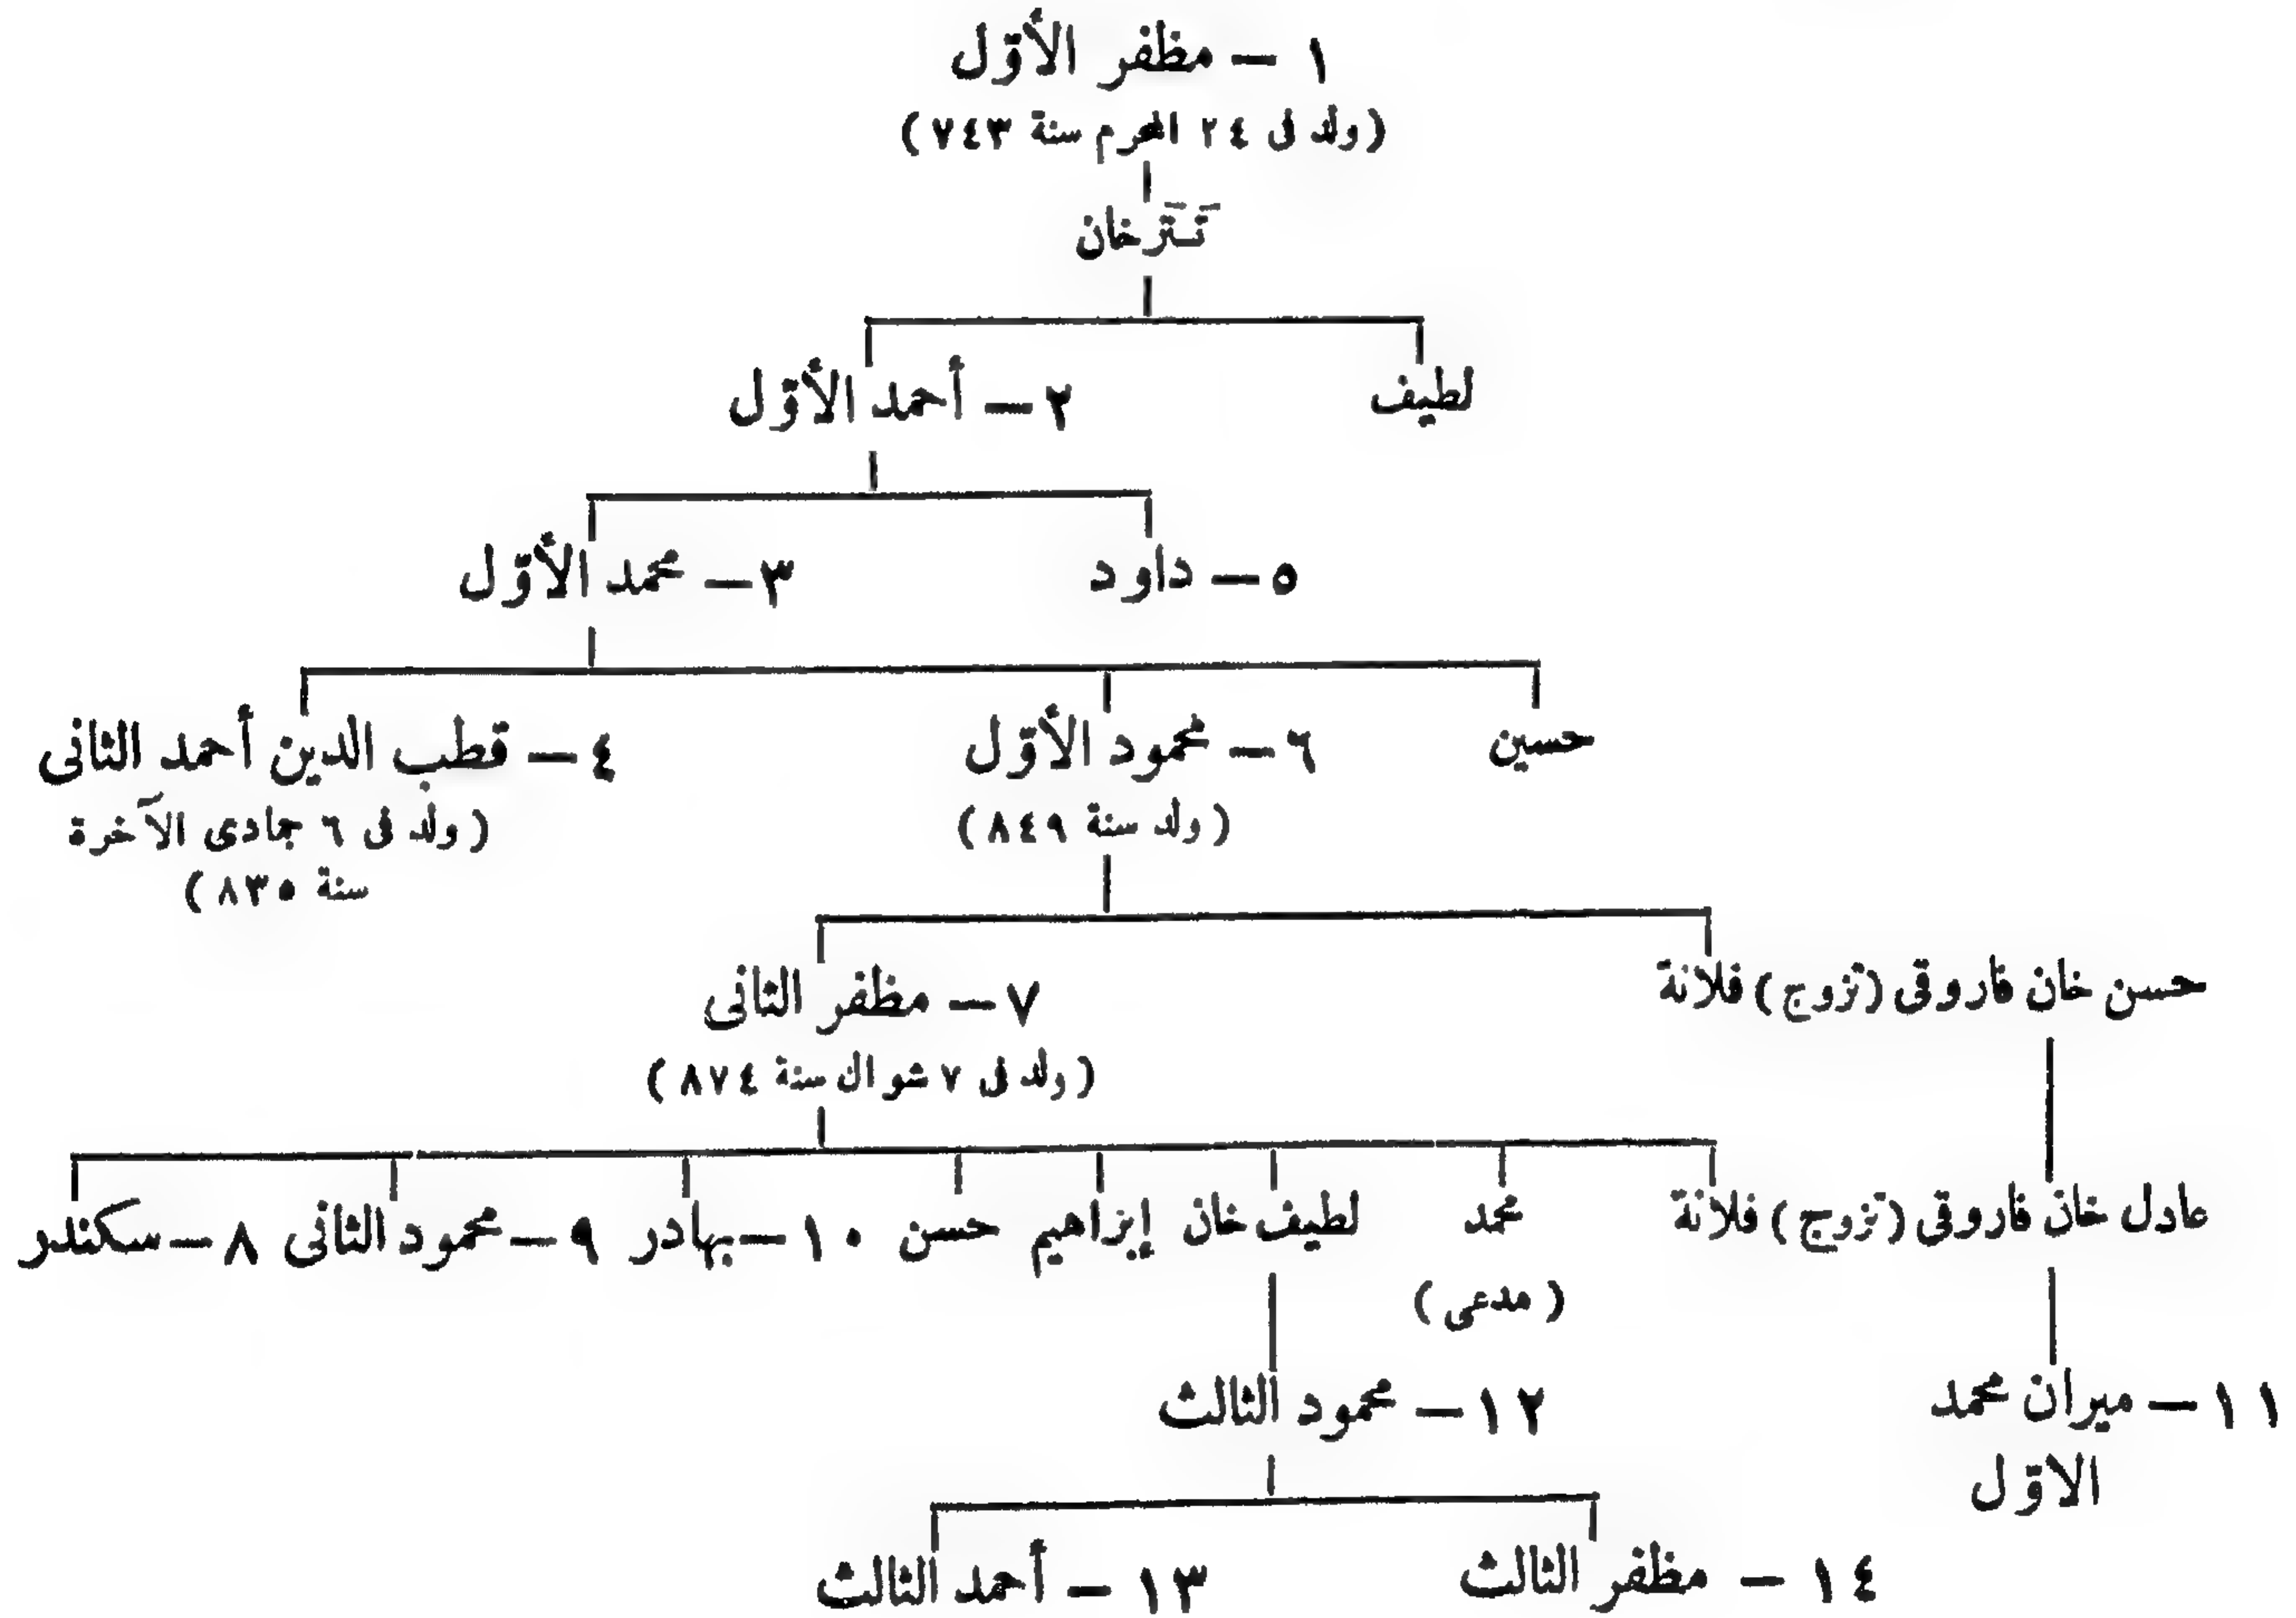 ١ – مظفر الأوّل
(ولد فى ٢٤ المحرم سنة ٧٤٣)
تَتَرخان
لطيف
٢ – أحمد الأوّل
٥ – داود
٣ – محمد الأوّل
حسين
٦ – محمود الأوّل
(ولد سنة ٨٤٩)
٤ – قطب الدين أحمد الثانى
(ولد فى ٦ جمادى الآخرة
سنة ٨٣٥)
حسن خان فاروقى (تزوج) فلانة
٧ – مظفر الثانى
(ولد فى ٧ شوال سنة ٨٧٤)
عادل خان فاروقى (تزوج) فلانة
محمد
(مدعى)
لطيف خان
إبراهيم
حسن
١٠ – بهادر
٩ – محمود الثانى
٨ – سكندر
١١ – ميران محمد
الاوّل
١٢ – محمود الثالث
١٤ – مظفر الثالث
١٣ – أحمد الثالث